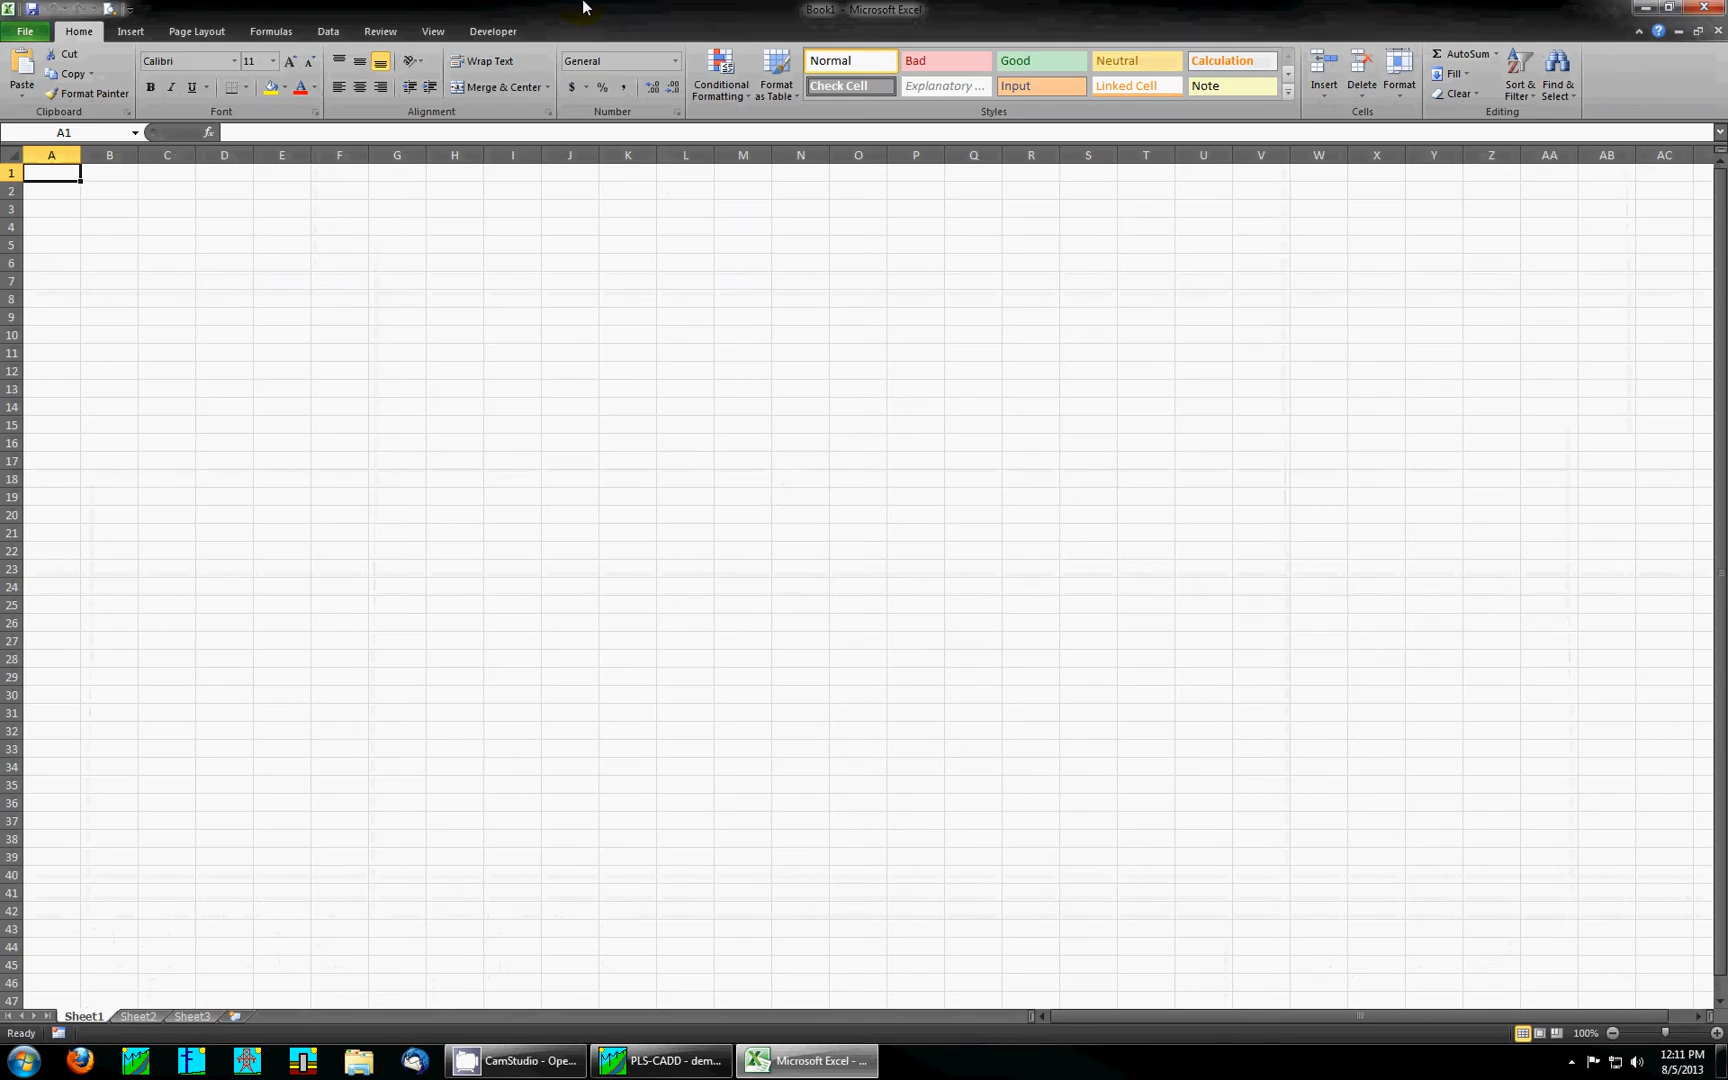 Book1 - Microsoft Excel
File Home Insert Page Layout Formulas Data Review View Developer
Paste
Cut
Copy
Format Painter
Clipboard
Calibri 11
B I U
Font
Wrap Text
Merge & Center
Alignment
General
$ % ,
Number
Conditional Formatting
Format as Table
Normal Bad Good Neutral Calculation
Check Cell Explanatory ... Input Linked Cell Note
Styles
Insert Delete Format
Cells
AutoSum
Fill
Clear
Sort & Filter
Find & Select
Editing
A1 fx
A B C D E F G H I J K L M N O P Q R S T U V W X Y Z AA AB AC
1
2
3
4
5
6
7
8
9
10
11
12
13
14
15
16
17
18
19
20
21
22
23
24
25
26
27
28
29
30
31
32
33
34
35
36
37
38
39
40
41
42
43
44
45
46
47
Sheet1 Sheet2 Sheet3
Ready 100%
CamStudio - Ope... PLS-CADD - dem... Microsoft Excel - ...
12:11 PM
8/5/2013